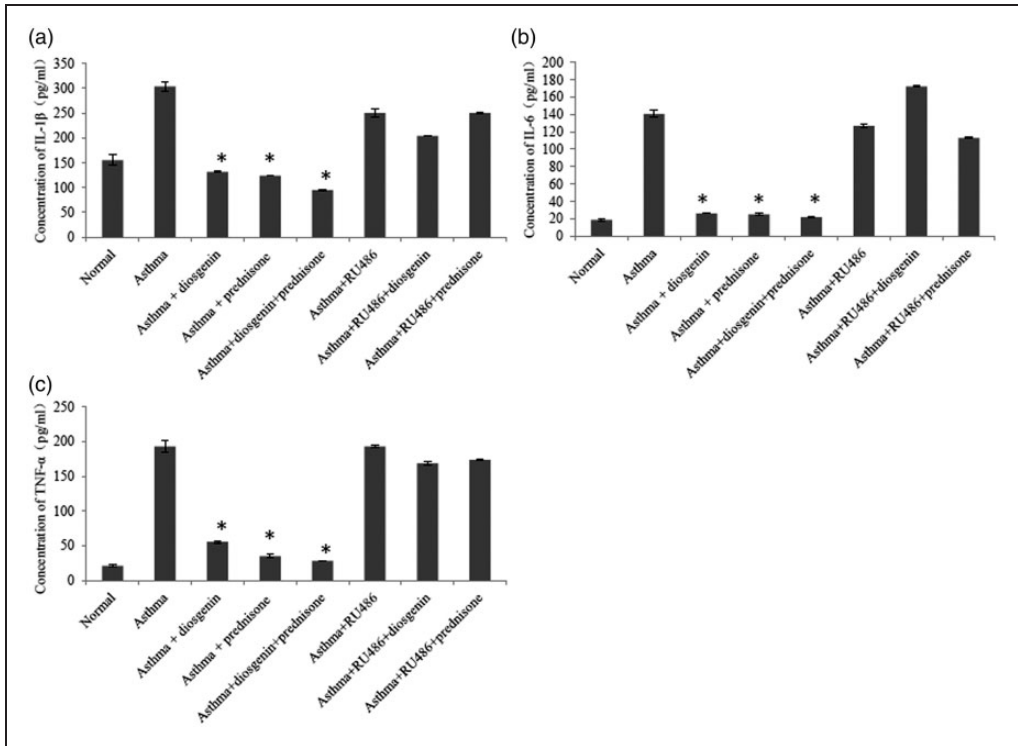 (a)
Concentration of IL-1β (pg/ml)
350
300
250
200
150
100
50
0
*
*
*
Normal
Asthma
Asthma + diosgenin
Asthma + prednisone
Asthma+diosgenin+prednisone
Asthma+RU486
Asthma+RU486+diosgenin
Asthma+RU486+prednisone
(b)
Concentration of IL-6 (pg/ml)
200
180
160
140
120
100
80
60
40
20
0
*
*
*
Normal
Asthma
Asthma + diosgenin
Asthma + prednisone
Asthma+diosgenin+prednisone
Asthma+RU486
Asthma+RU486+diosgenin
Asthma+RU486+prednisone
(c)
Concentration of TNF-α (pg/ml)
250
200
150
100
50
0
*
*
*
Normal
Asthma
Asthma + diosgenin
Asthma + prednisone
Asthma+diosgenin+prednisone
Asthma+RU486
Asthma+RU486+diosgenin
Asthma+RU486+prednisone